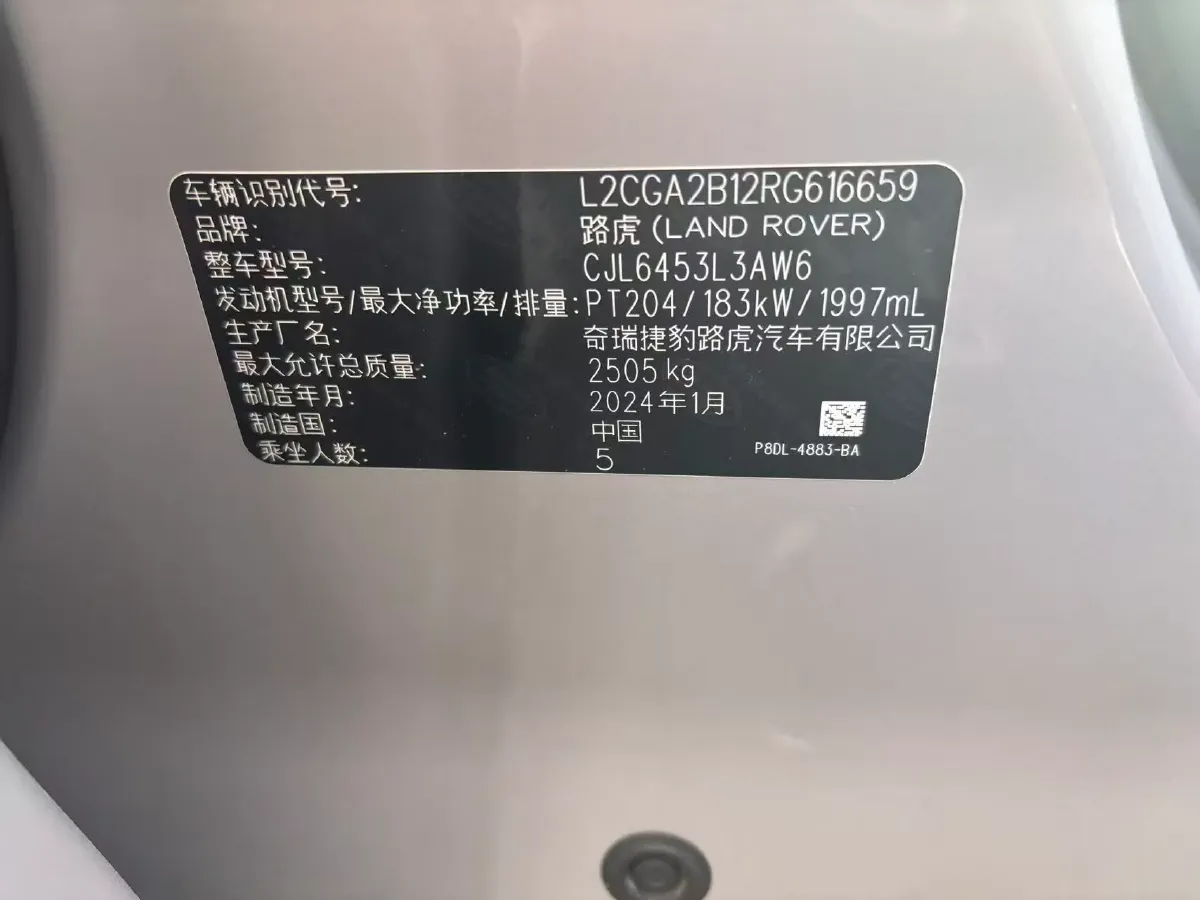 车辆识别代号: L2CGA2B12RG616659
品牌: 路虎 (LAND ROVER)
整车型号: CJL6453L3AW6
发动机型号/最大净功率/排量: PT204/183kW/1997mL
生产厂名: 奇瑞捷豹路虎汽车有限公司
最大允许总质量: 2505 kg
制造年月: 2024年1月
制造国: 中国
乘坐人数: 5
P8DL-4883-BA